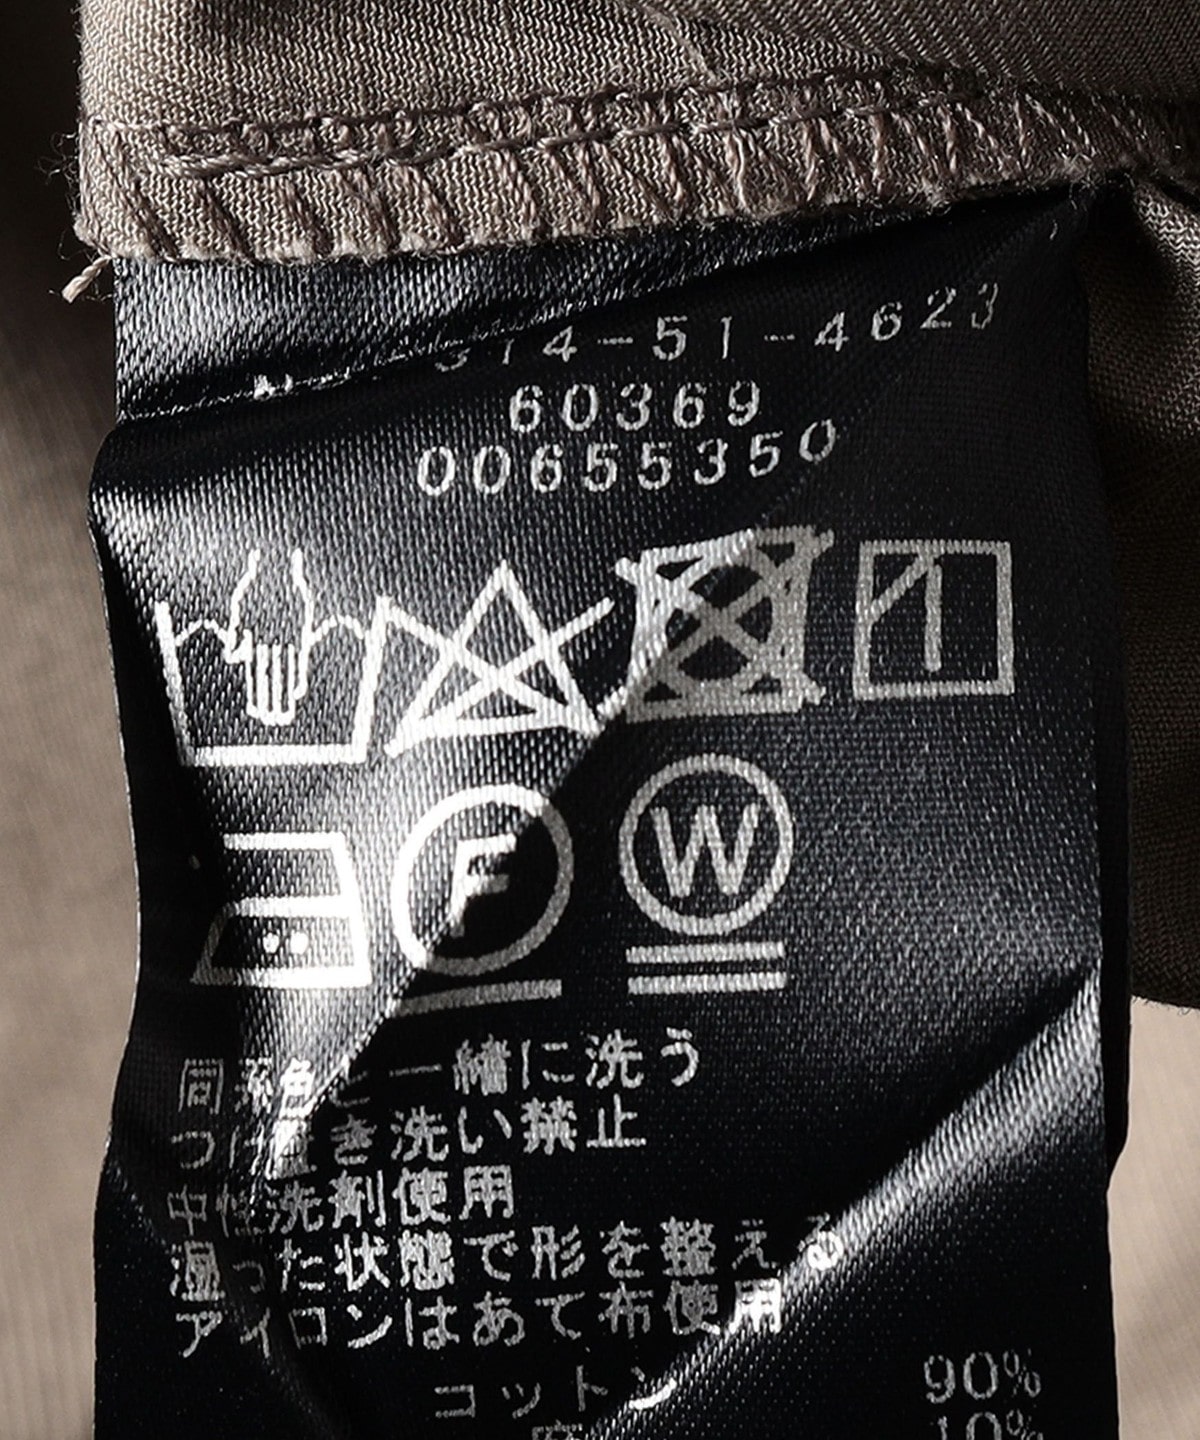 314-51-4623
60369
00655350
F
W
同系色と一緒に洗う
つけ置き洗い禁止
中性洗剤使用
湿った状態で形を整える
アイロンはあて布使用
コットン 90%
麻 10%